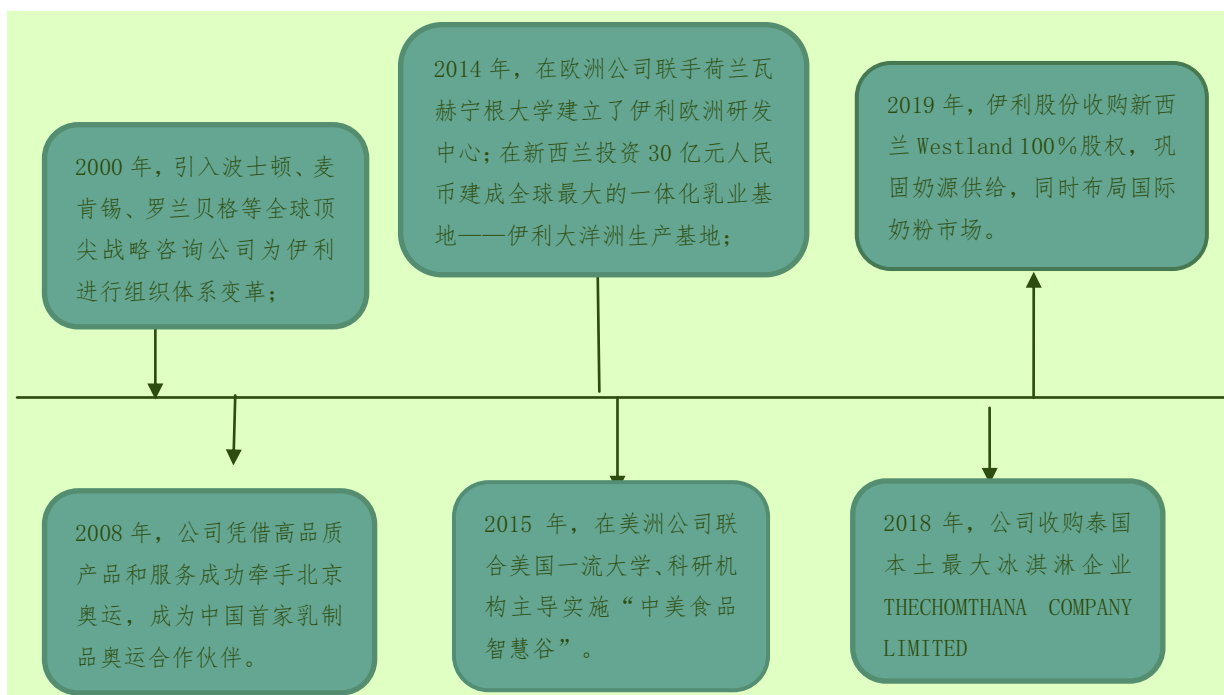 2000 年，引入波士顿、麦
肯锡、罗兰贝格等全球顶
尖战略咨询公司为伊利
进行组织体系变革；
2014 年，在欧洲公司联手荷兰瓦
赫宁根大学建立了伊利欧洲研发
中心；在新西兰投资 30 亿元人民
币建成全球最大的一体化乳业基
地——伊利大洋洲生产基地；
2019 年，伊利股份收购新西
兰 Westland 100％股权，巩
固奶源供给，同时布局国际
奶粉市场。
2008 年，公司凭借高品质
产品和服务成功牵手北京
奥运，成为中国首家乳制
品奥运合作伙伴。
2015 年，在美洲公司联
合美国一流大学、科研机
构主导实施“中美食品
智慧谷”。
2018 年，公司收购泰国
本土最大冰淇淋企业
THECHOMTHANA COMPANY
LIMITED